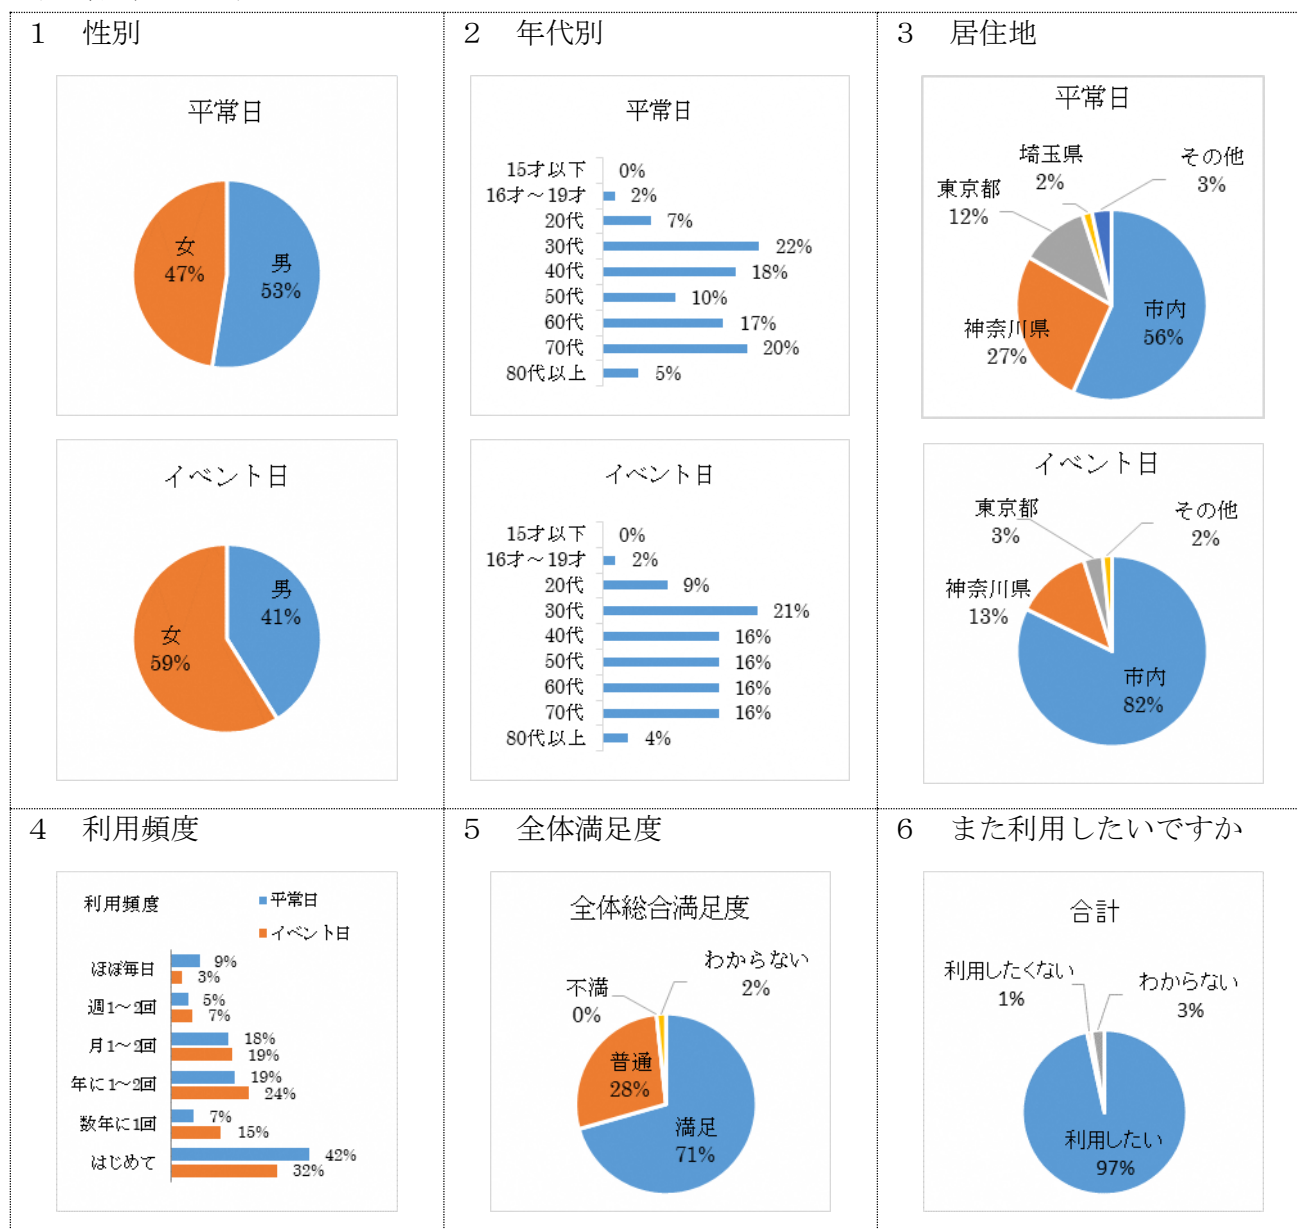 1 性別
平常日
女
47%
男
53%
イベント日
男
41%
女
59%
2 年代別
平常日
15才以下 0%
16才～19才 2%
20代 7%
30代 22%
40代 18%
50代 10%
60代 17%
70代 20%
80代以上 5%
イベント日
15才以下 0%
16才～19才 2%
20代 9%
30代 21%
40代 16%
50代 16%
60代 16%
70代 16%
80代以上 4%
3 居住地
平常日
埼玉県
2%
その他
3%
東京都
12%
神奈川県
27%
市内
56%
イベント日
東京都
3%
その他
2%
神奈川県
13%
市内
82%
4 利用頻度
利用頻度
平常日
イベント日
ほぼ毎日 9%
3%
週1～2回 5%
7%
月1～2回 18%
19%
年に1～2回 19%
24%
数年に1回 7%
15%
はじめて 42%
32%
5 全体満足度
全体総合満足度
わからない
2%
不満
0%
普通
28%
満足
71%
6 また利用したいですか
合計
利用したくない
1%
わからない
3%
利用したい
97%